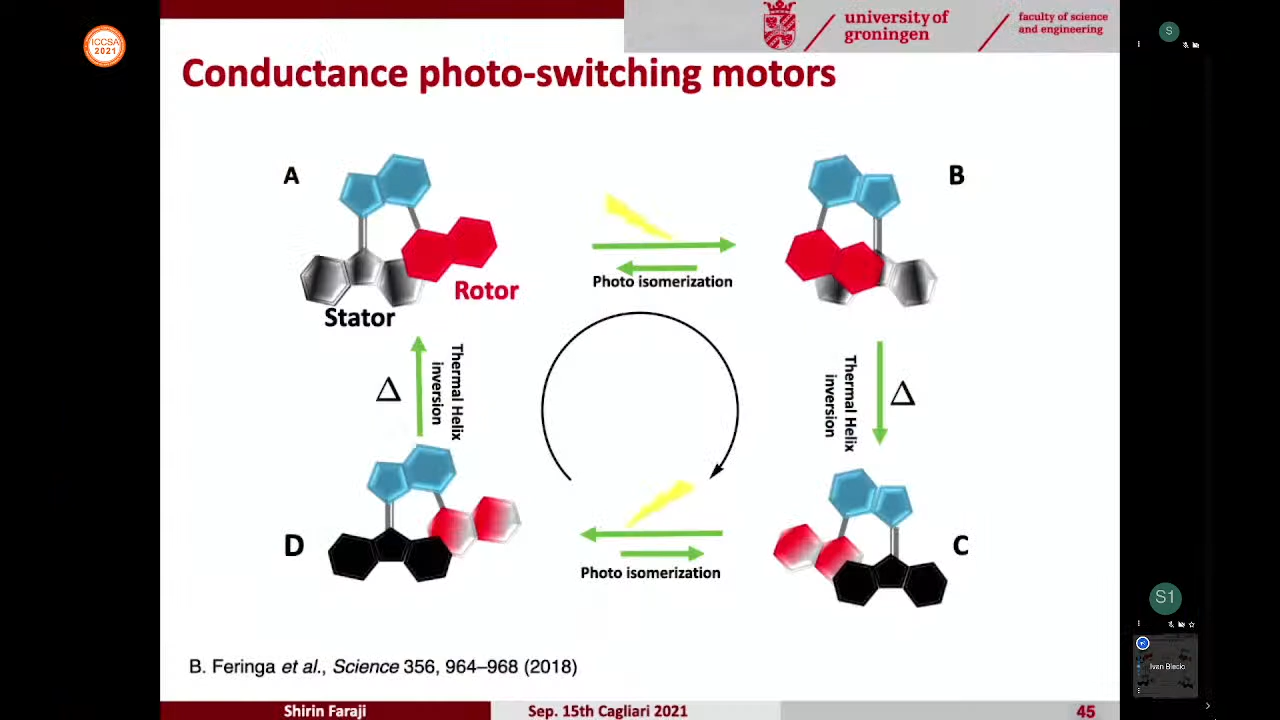 ICCSA
2021
university of
groningen
faculty of science
and engineering
S
Conductance photo-switching motors
A
B
Photo isomerization
Rotor
Stator
Δ
Thermal Helix
inversion
Thermal Helix
inversion
Δ
D
C
Photo isomerization
S1
Ivan Blecic
B. Feringa et al., Science 356, 964–968 (2018)
Shirin Faraji
Sep. 15th Cagliari 2021
45